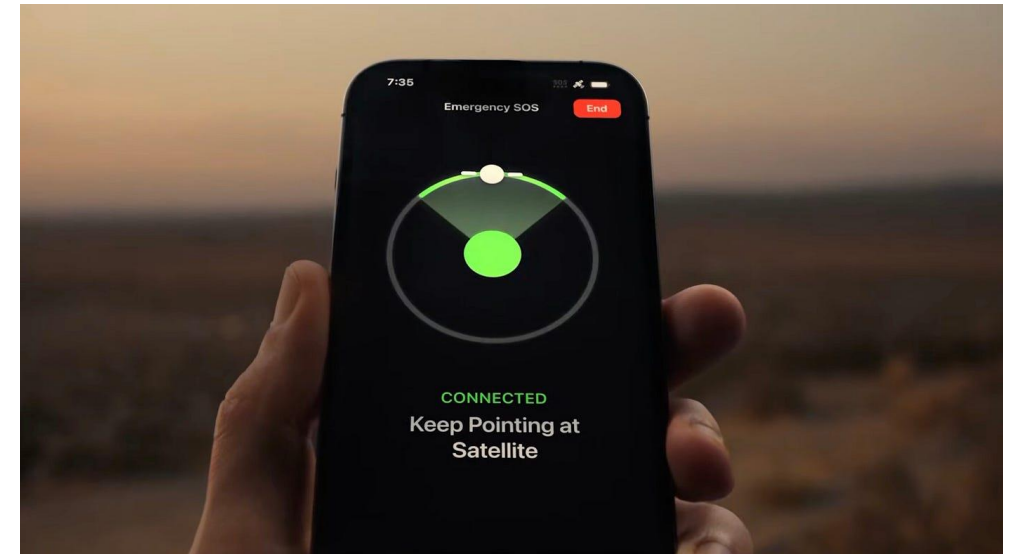 7:35
Emergency SOS
End
CONNECTED
Keep Pointing at
Satellite